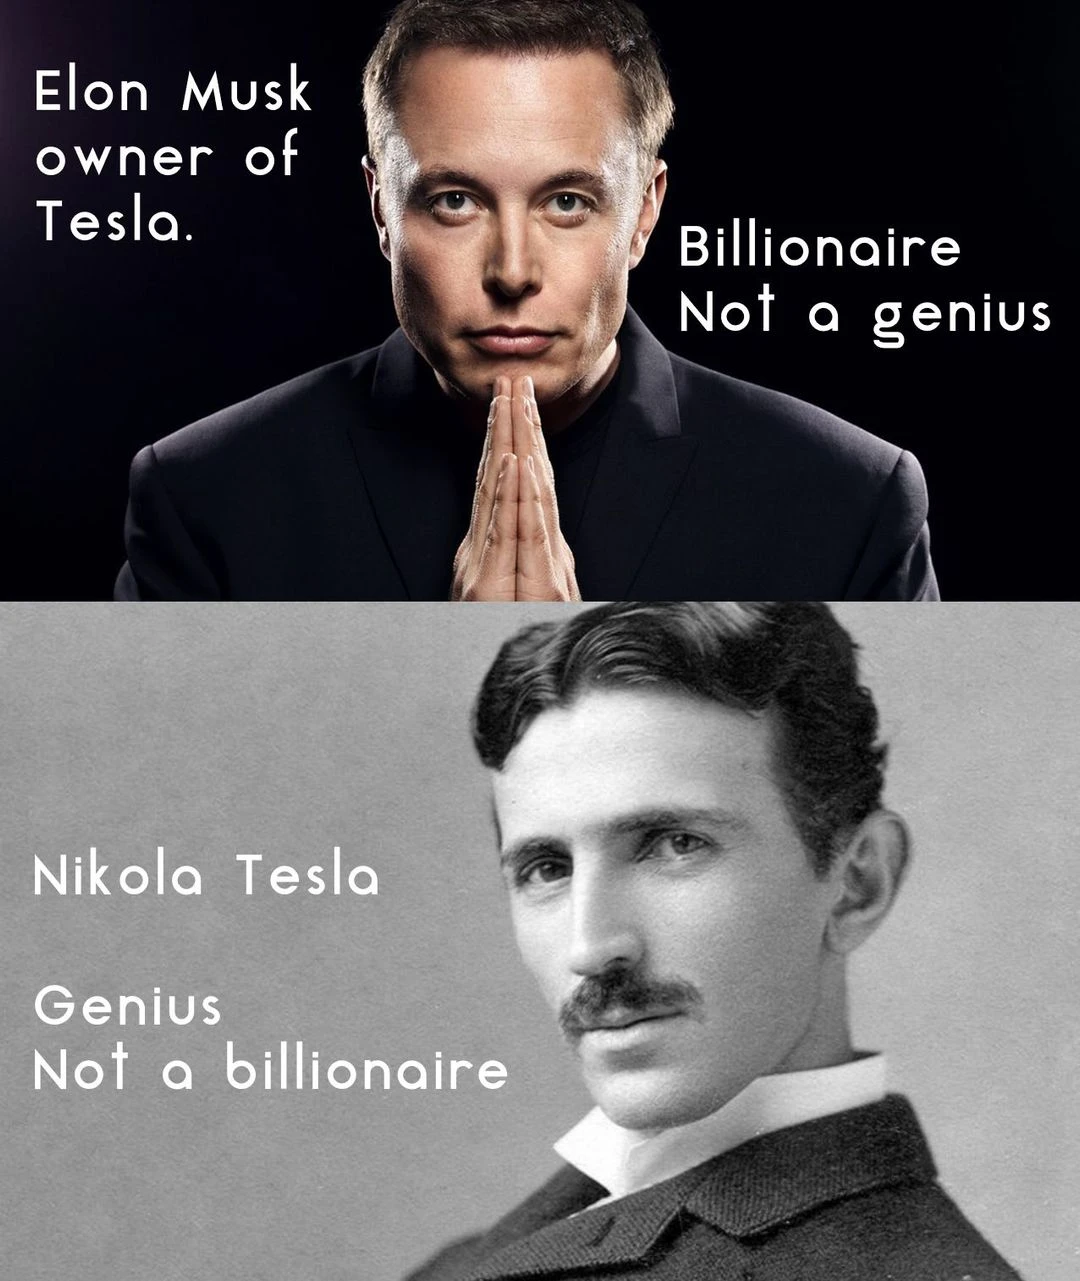 Elon Musk
owner of
Tesla.
Billionaire
Not a genius
Nikola Tesla
Genius
Not a billionaire